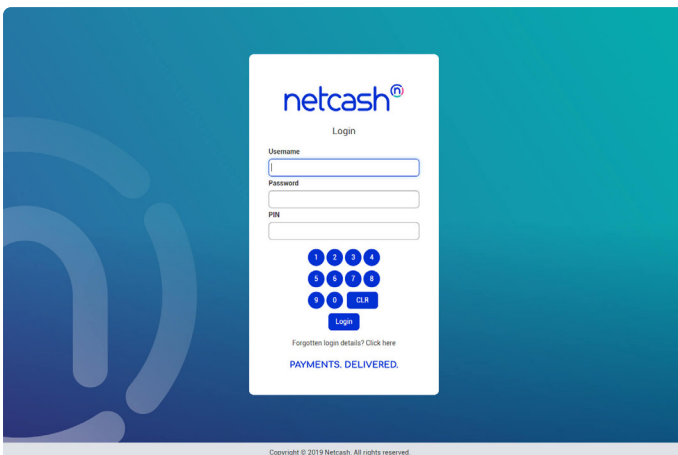 netcash
Login
Username
Password
PIN
1 2 3 4
5 6 7 8
9 0 CLR
Login
Forgotten login details? Click here
PAYMENTS. DELIVERED.
Copyright © 2019 Netcash. All rights reserved.